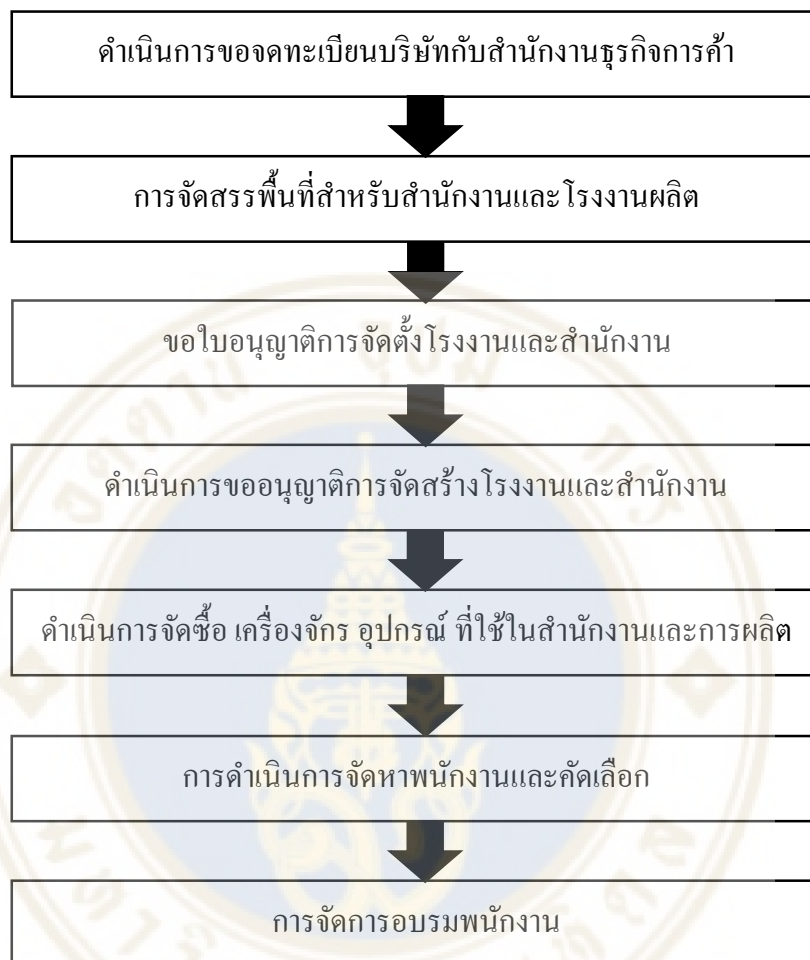 ดำเนินการขอจดทะเบียนบริษัทกับสำนักงานธุรกิจการค้า
การจัดสรรพื้นที่สำหรับสำนักงานและโรงงานผลิต
ขอใบอนุญาติการจัดตั้งโรงงานและสำนักงาน
ดำเนินการขออนุญาติการจัดสร้างโรงงานและสำนักงาน
ดำเนินการจัดซื้อ เครื่องจักร อุปกรณ์ ที่ใช้ในสำนักงานและการผลิต
การดำเนินการจัดหาพนักงานและคัดเลือก
การจัดการอบรมพนักงาน